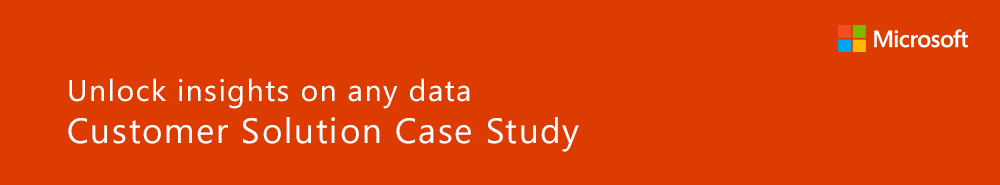 Microsoft
Unlock insights on any data
Customer Solution Case Study